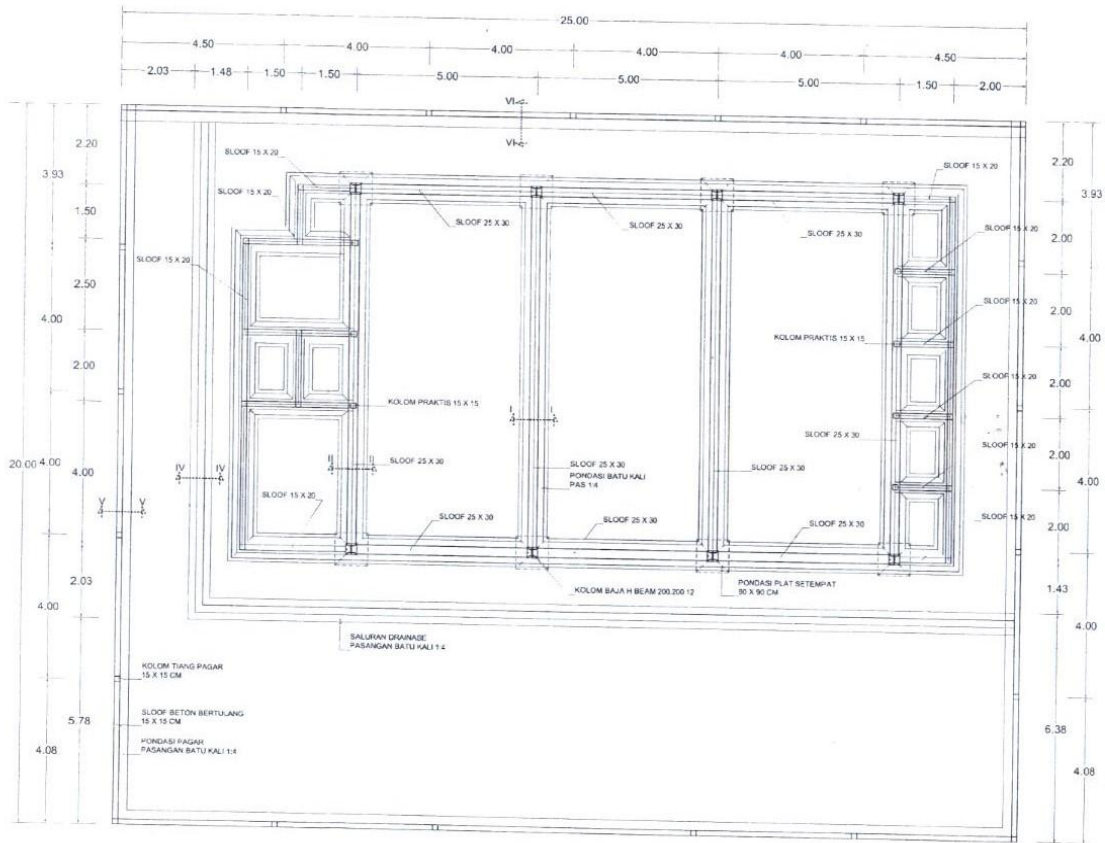 25.00
4.50
4.00
4.00
4.00
4.00
4.50
2.03
1.48
1.50
1.50
5.00
5.00
5.00
1.50
2.00
VI
VI
2.20
3.93
1.50
2.50
4.00
2.00
20.00
4.00
4.00
2.03
4.00
5.78
4.08
2.20
3.93
2.00
2.00
4.00
2.00
2.00
4.00
2.00
1.43
4.00
6.38
4.08
SLOOF 15 X 20
SLOOF 15 X 20
SLOOF 15 X 20
SLOOF 25 X 30
SLOOF 25 X 30
SLOOF 25 X 30
SLOOF 15 X 20
SLOOF 15 X 20
SLOOF 15 X 20
KOLOM PRAKTIS 15 X 15
SLOOF 15 X 20
KOLOM PRAKTIS 15 X 15
I
I
SLOOF 25 X 30
SLOOF 15 X 20
IV
IV
II
II
SLOOF 25 X 30
SLOOF 25 X 30
PONDASI BATU KALI
PAS 1:4
SLOOF 25 X 30
V
V
SLOOF 15 X 20
SLOOF 25 X 30
SLOOF 25 X 30
SLOOF 25 X 30
SLOOF 15 X 20
KOLOM BAJA H BEAM 200.200.12
PONDASI PLAT SETEMPAT
90 X 90 CM
SALURAN DRAINASE
PASANGAN BATU KALI 1:4
KOLOM TIANG PAGAR
15 X 15 CM
SLOOF BETON BERTULANG
15 X 15 CM
PONDASI PAGAR
PASANGAN BATU KALI 1:4